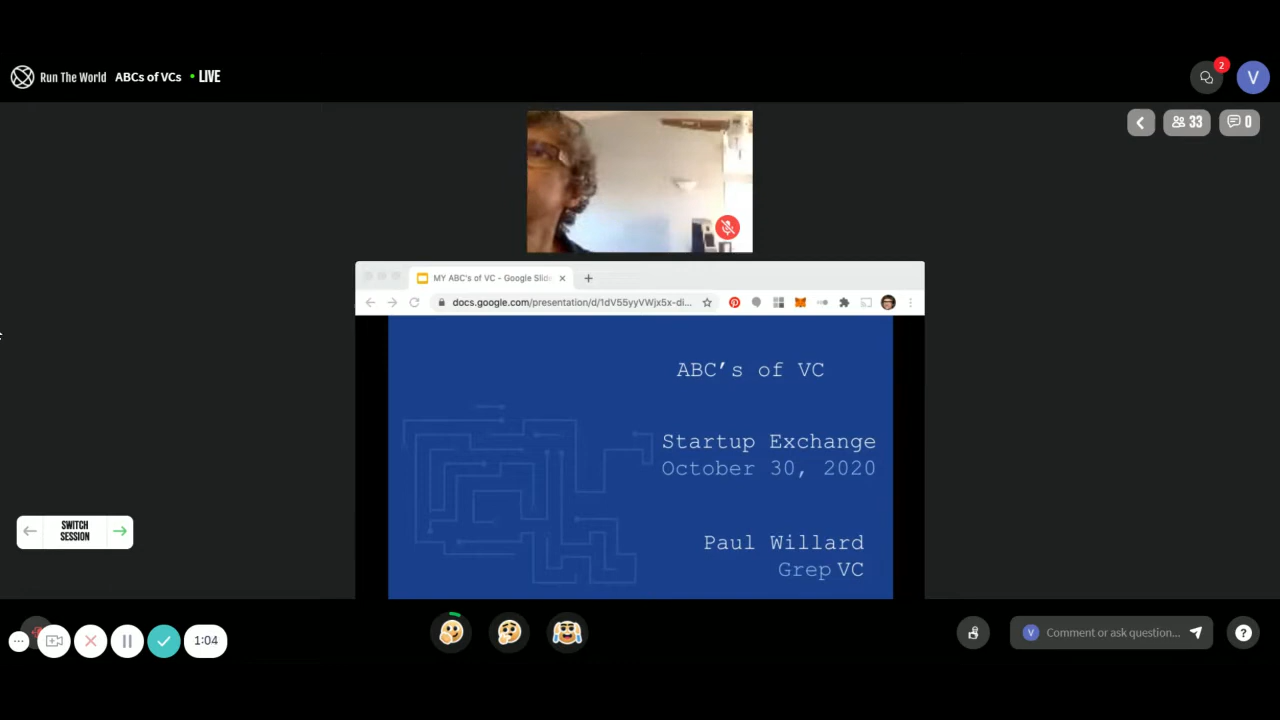 Run The World ABCs of VCs • LIVE
2
V
33
0
MY ABC's of VC - Google Slide
docs.google.com/presentation/d/1dV55yyVWjx5x-di...
ABC's of VC
Startup Exchange
October 30, 2020
Paul Willard
Grep VC
SWITCH
SESSION
1:04
V
Comment or ask question...
?